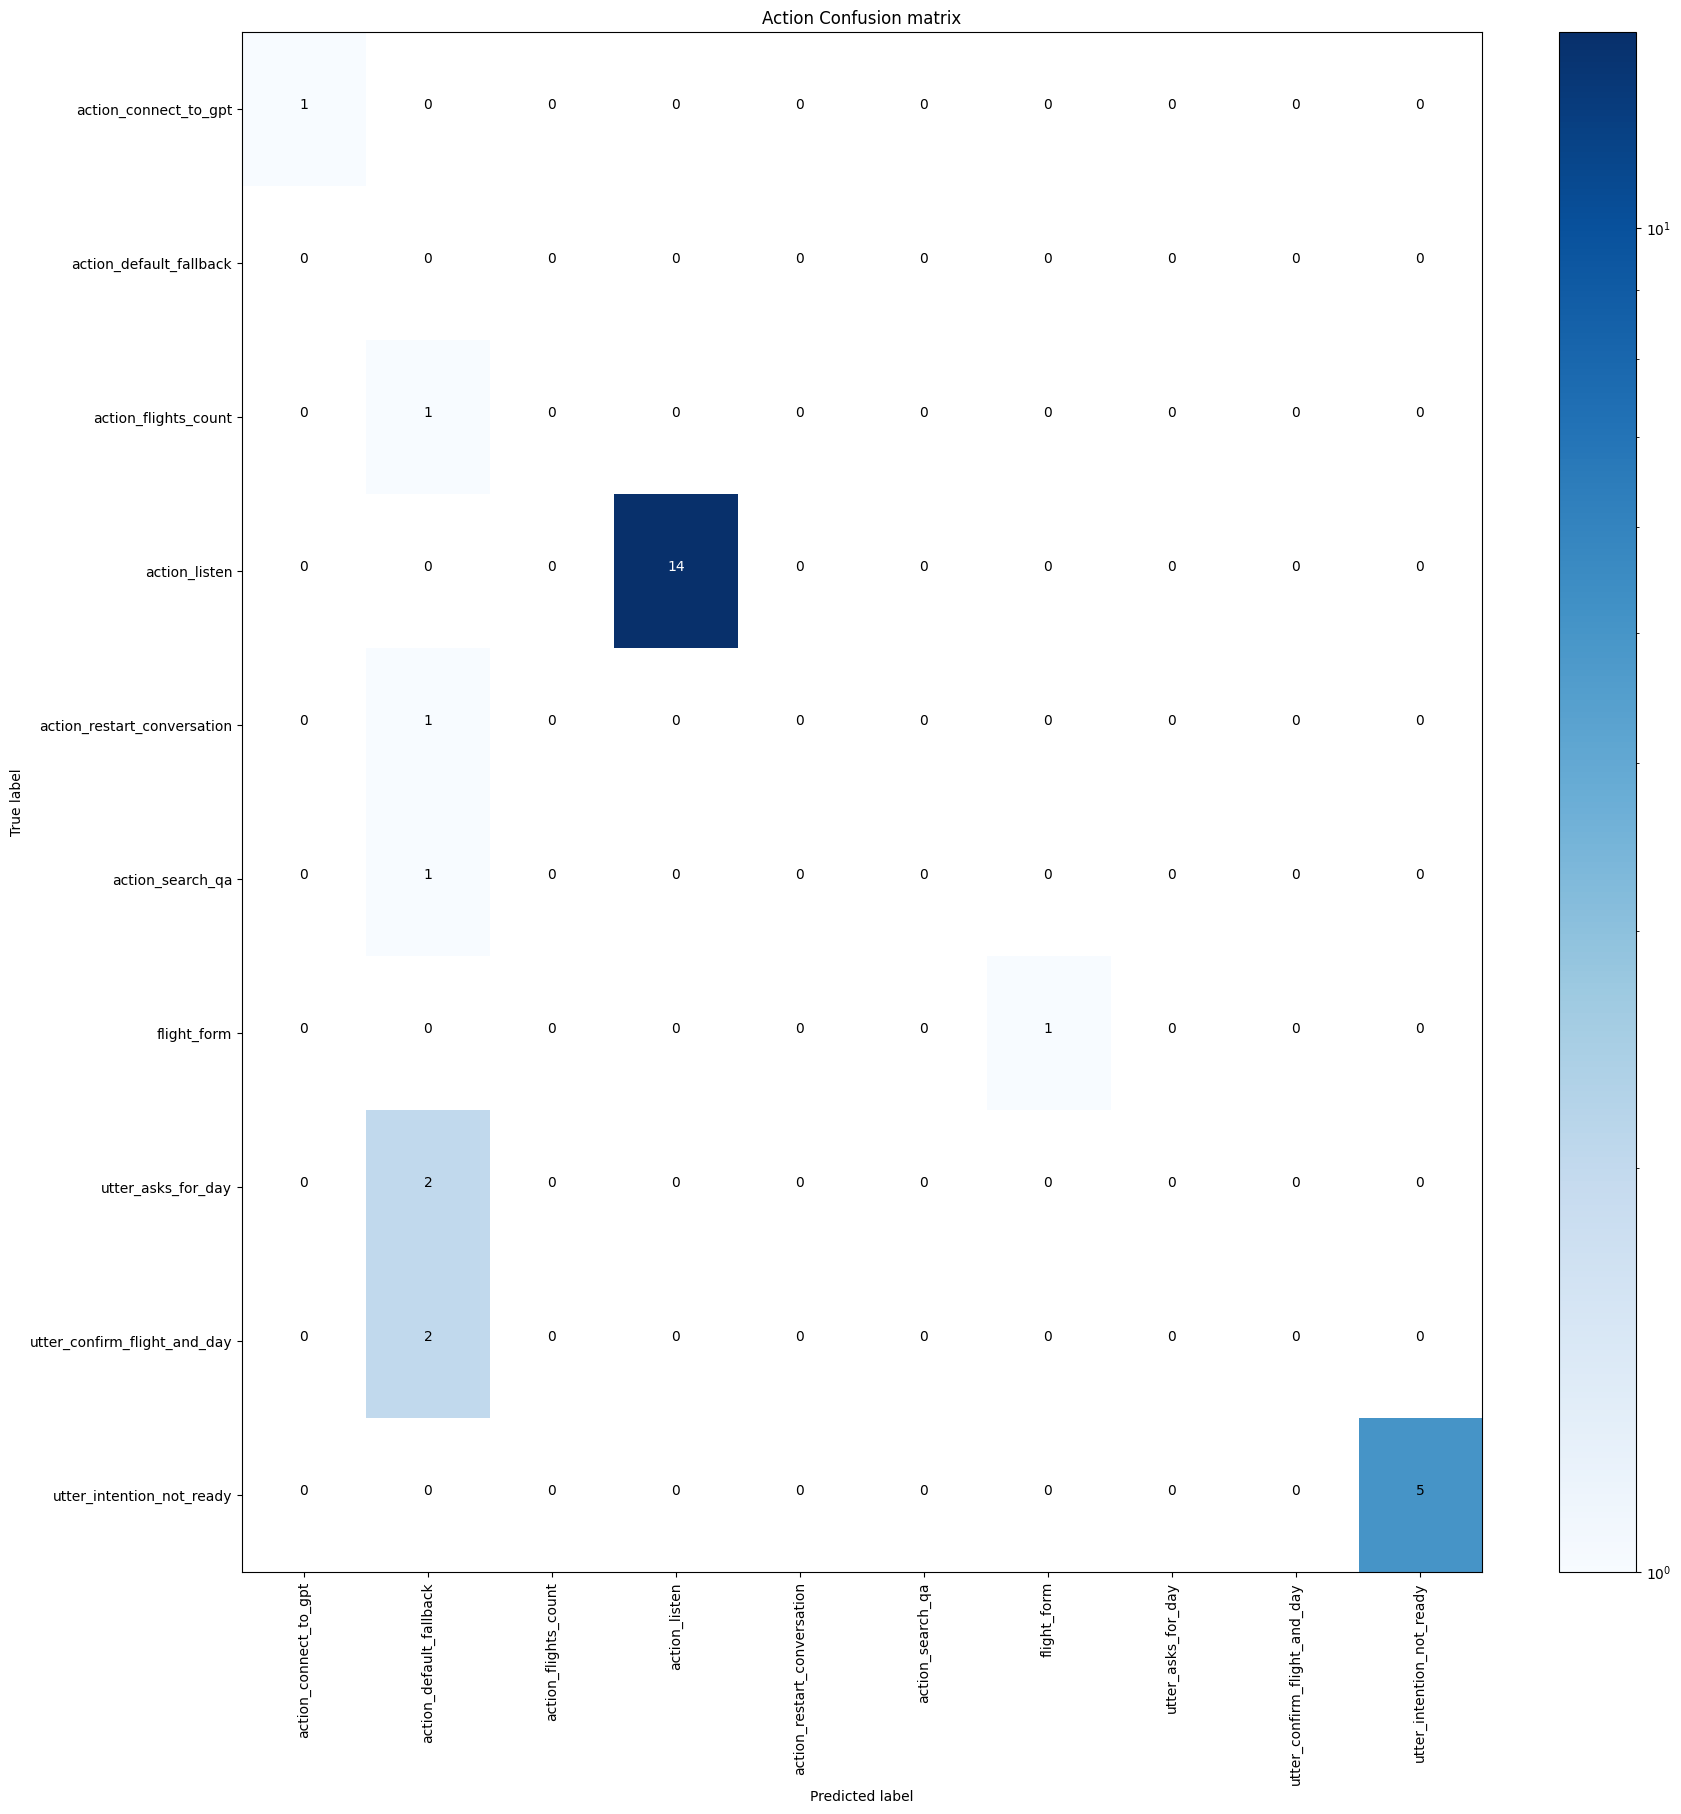 Action Confusion matrix
action_connect_to_gpt 1 0 0 0 0 0 0 0 0 0
action_default_fallback 0 0 0 0 0 0 0 0 0 0
action_flights_count 0 1 0 0 0 0 0 0 0 0
action_listen 0 0 0 14 0 0 0 0 0 0
action_restart_conversation 0 1 0 0 0 0 0 0 0 0
action_search_qa 0 1 0 0 0 0 0 0 0 0
flight_form 0 0 0 0 0 0 1 0 0 0
utter_asks_for_day 0 2 0 0 0 0 0 0 0 0
utter_confirm_flight_and_day 0 2 0 0 0 0 0 0 0 0
utter_intention_not_ready 0 0 0 0 0 0 0 0 0 5
True label
action_connect_to_gpt
action_default_fallback
action_flights_count
action_listen
action_restart_conversation
action_search_qa
flight_form
utter_asks_for_day
utter_confirm_flight_and_day
utter_intention_not_ready
Predicted label
10¹
10⁰